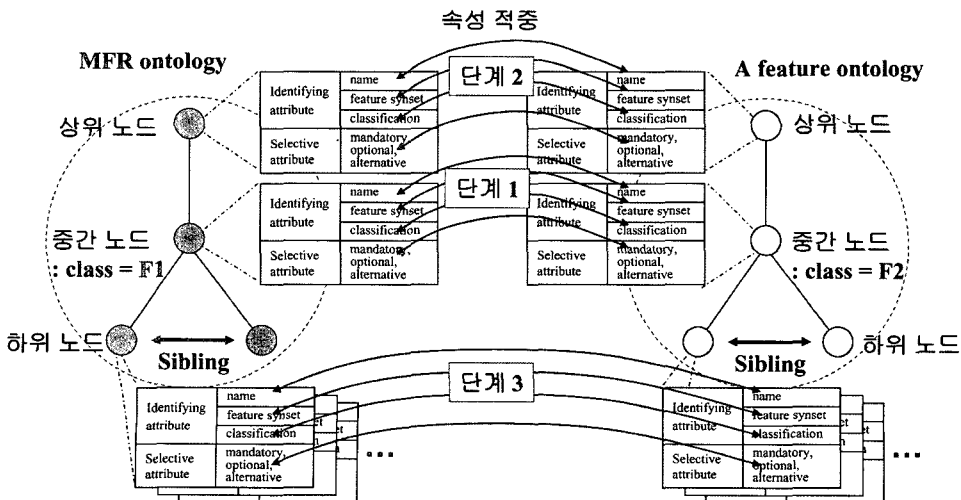 속성 적중
MFR ontology
A feature ontology
단계 2
Identifying attribute
name
feature synset
classification
Selective attribute
mandatory, optional, alternative
Identifying attribute
name
feature synset
classification
Selective attribute
mandatory, optional, alternative
상위 노드
상위 노드
단계 1
Identifying attribute
name
feature synset
classification
Selective attribute
mandatory, optional, alternative
Identifying attribute
name
feature synset
classification
Selective attribute
mandatory, optional, alternative
중간 노드
: class = F1
중간 노드
: class = F2
하위 노드
Sibling
Sibling
하위 노드
단계 3
Identifying attribute
name
feature synset
classification
Selective attribute
mandatory, optional, alternative
...
Identifying attribute
name
feature synset
classification
Selective attribute
mandatory, optional, alternative
...